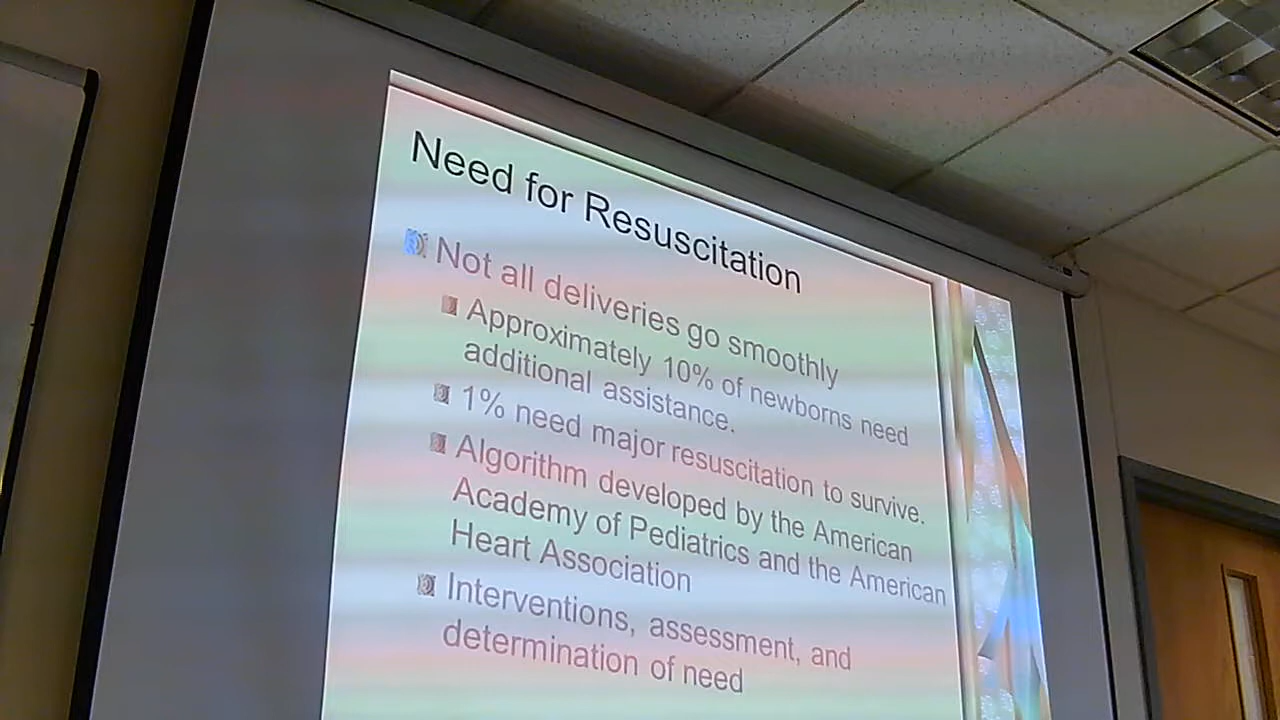 Need for Resuscitation
Not all deliveries go smoothly
Approximately 10% of newborns need
additional assistance.
1% need major resuscitation to survive.
Algorithm developed by the American
Academy of Pediatrics and the American
Heart Association
Interventions, assessment, and
determination of need